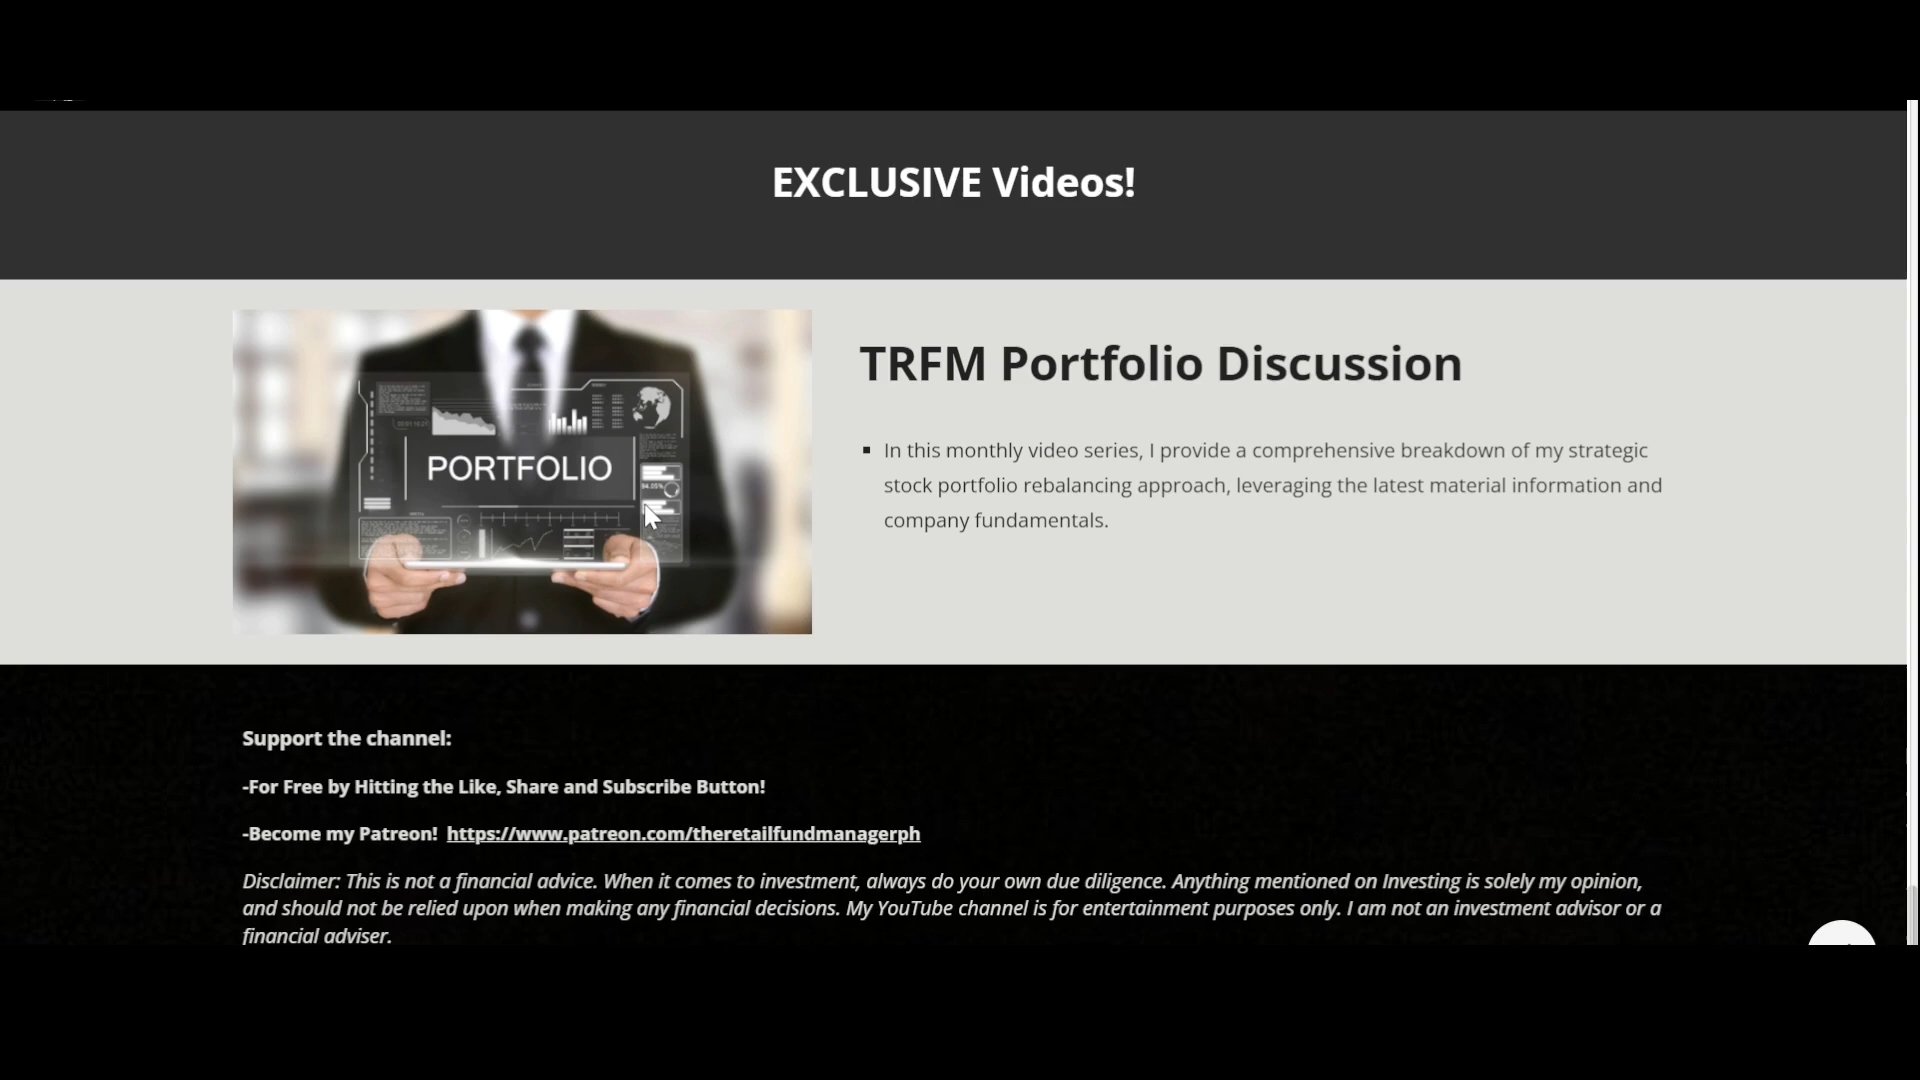 EXCLUSIVE Videos!
PORTFOLIO
TRFM Portfolio Discussion
▪ In this monthly video series, I provide a comprehensive breakdown of my strategic
stock portfolio rebalancing approach, leveraging the latest material information and
company fundamentals.
Support the channel:
-For Free by Hitting the Like, Share and Subscribe Button!
-Become my Patreon! https://www.patreon.com/theretailfundmanagerph
Disclaimer: This is not a financial advice. When it comes to investment, always do your own due diligence. Anything mentioned on Investing is solely my opinion,
and should not be relied upon when making any financial decisions. My YouTube channel is for entertainment purposes only. I am not an investment advisor or a
financial adviser.